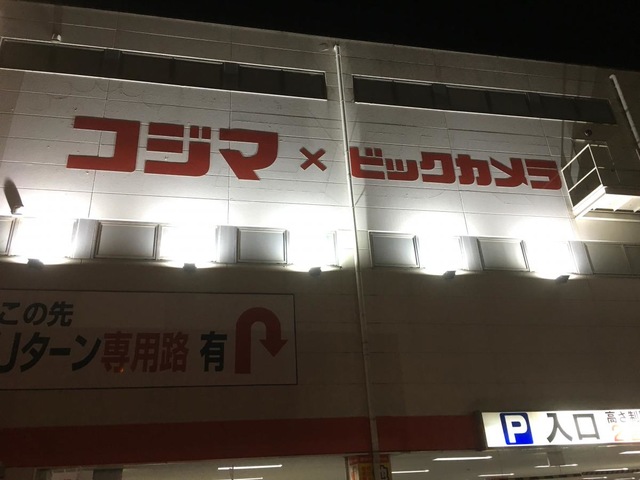 コジマ×ビックカメラ
この先
Uターン専用路 有
P 入口 高さ制